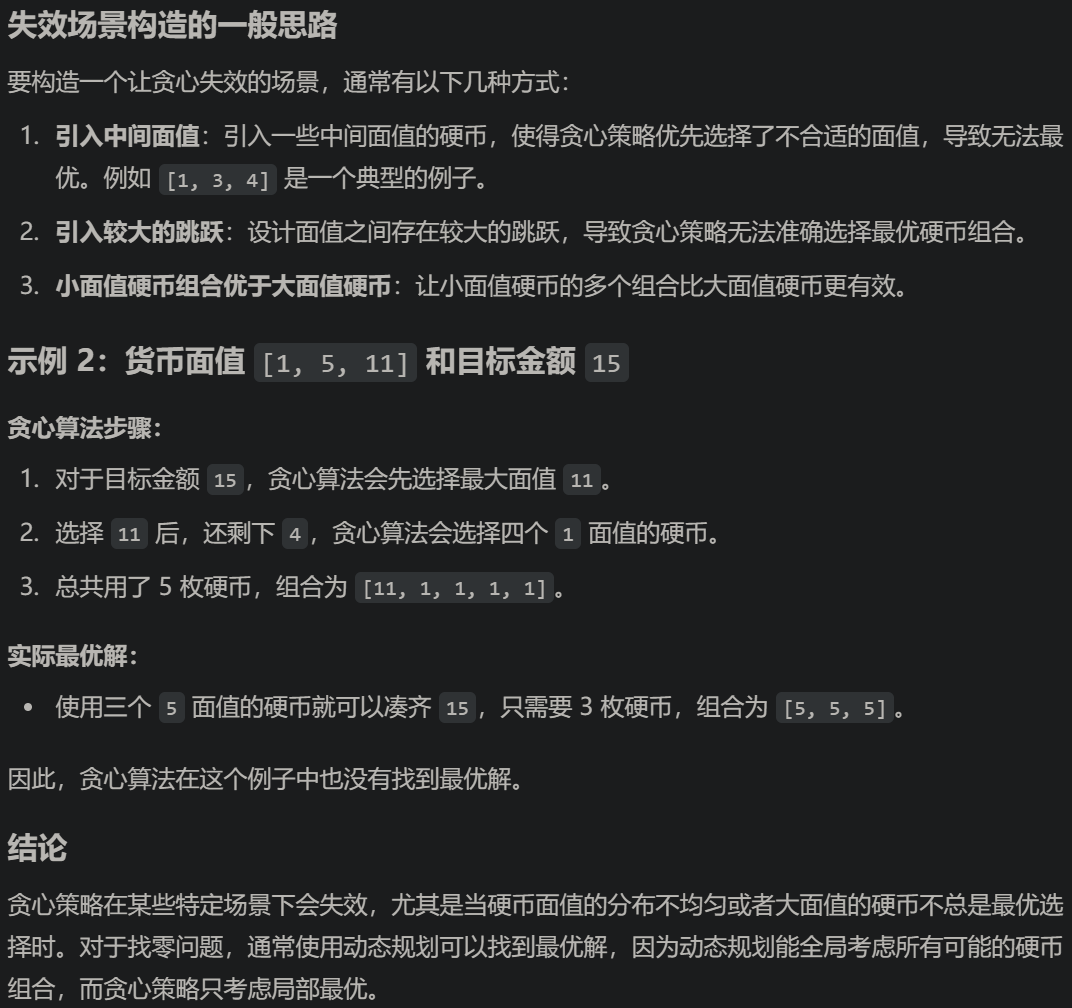 失效场景构造的一般思路
要构造一个让贪心失效的场景，通常有以下几种方式：
1. 引入中间面值：引入一些中间面值的硬币，使得贪心策略优先选择了不合适的面值，导致无法最
优。例如 [1, 3, 4] 是一个典型的例子。
2. 引入较大的跳跃：设计面值之间存在较大的跳跃，导致贪心策略无法准确选择最优硬币组合。
3. 小面值硬币组合优于大面值硬币：让小面值硬币的多个组合比大面值硬币更有效。
示例 2：货币面值 [1, 5, 11] 和目标金额 15
贪心算法步骤：
1. 对于目标金额 15，贪心算法会先选择最大面值 11。
2. 选择 11 后，还剩下 4，贪心算法会选择四个 1 面值的硬币。
3. 总共用了 5 枚硬币，组合为 [11, 1, 1, 1, 1]。
实际最优解：
• 使用三个 5 面值的硬币就可以凑齐 15，只需要 3 枚硬币，组合为 [5, 5, 5]。
因此，贪心算法在这个例子中也没有找到最优解。
结论
贪心策略在某些特定场景下会失效，尤其是当硬币面值的分布不均匀或者大面值的硬币不总是最优选
择时。对于找零问题，通常使用动态规划可以找到最优解，因为动态规划能全局考虑所有可能的硬币
组合，而贪心策略只考虑局部最优。